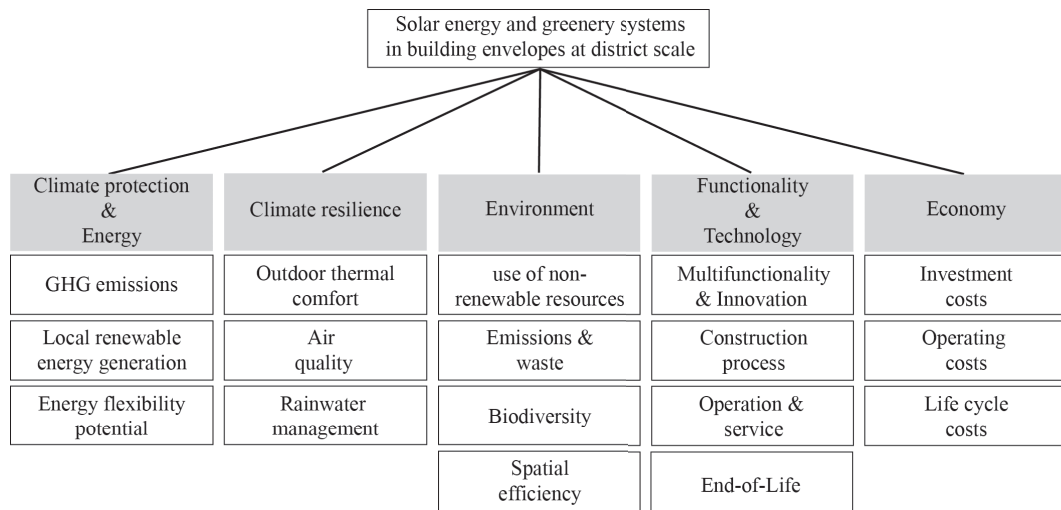 Solar energy and greenery systems
in building envelopes at district scale
Climate protection
&
Energy
GHG emissions
Local renewable
energy generation
Energy flexibility
potential
Climate resilience
Outdoor thermal
comfort
Air
quality
Rainwater
management
Environment
use of non-
renewable resources
Emissions &
waste
Biodiversity
Spatial
efficiency
Functionality
&
Technology
Multifunctionality
& Innovation
Construction
process
Operation &
service
End-of-Life
Economy
Investment
costs
Operating
costs
Life cycle
costs